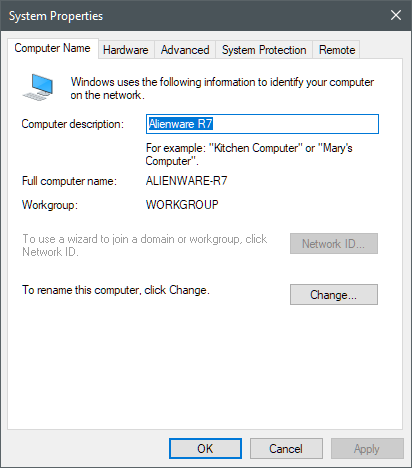 System Properties
Computer Name Hardware Advanced System Protection Remote
Windows uses the following information to identify your computer
on the network.
Computer description: Alienware R7
For example: "Kitchen Computer" or "Mary's
Computer".
Full computer name: ALIENWARE-R7
Workgroup: WORKGROUP
To use a wizard to join a domain or workgroup, click
Network ID.
Network ID...
To rename this computer, click Change.
Change...
OK Cancel Apply